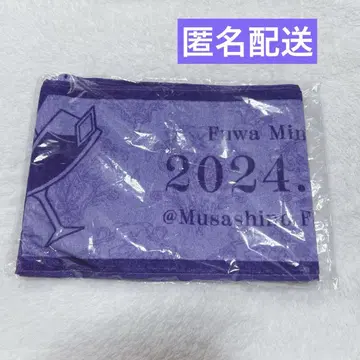 匿名配送
Fuwa Min
2024.
@Musashino F